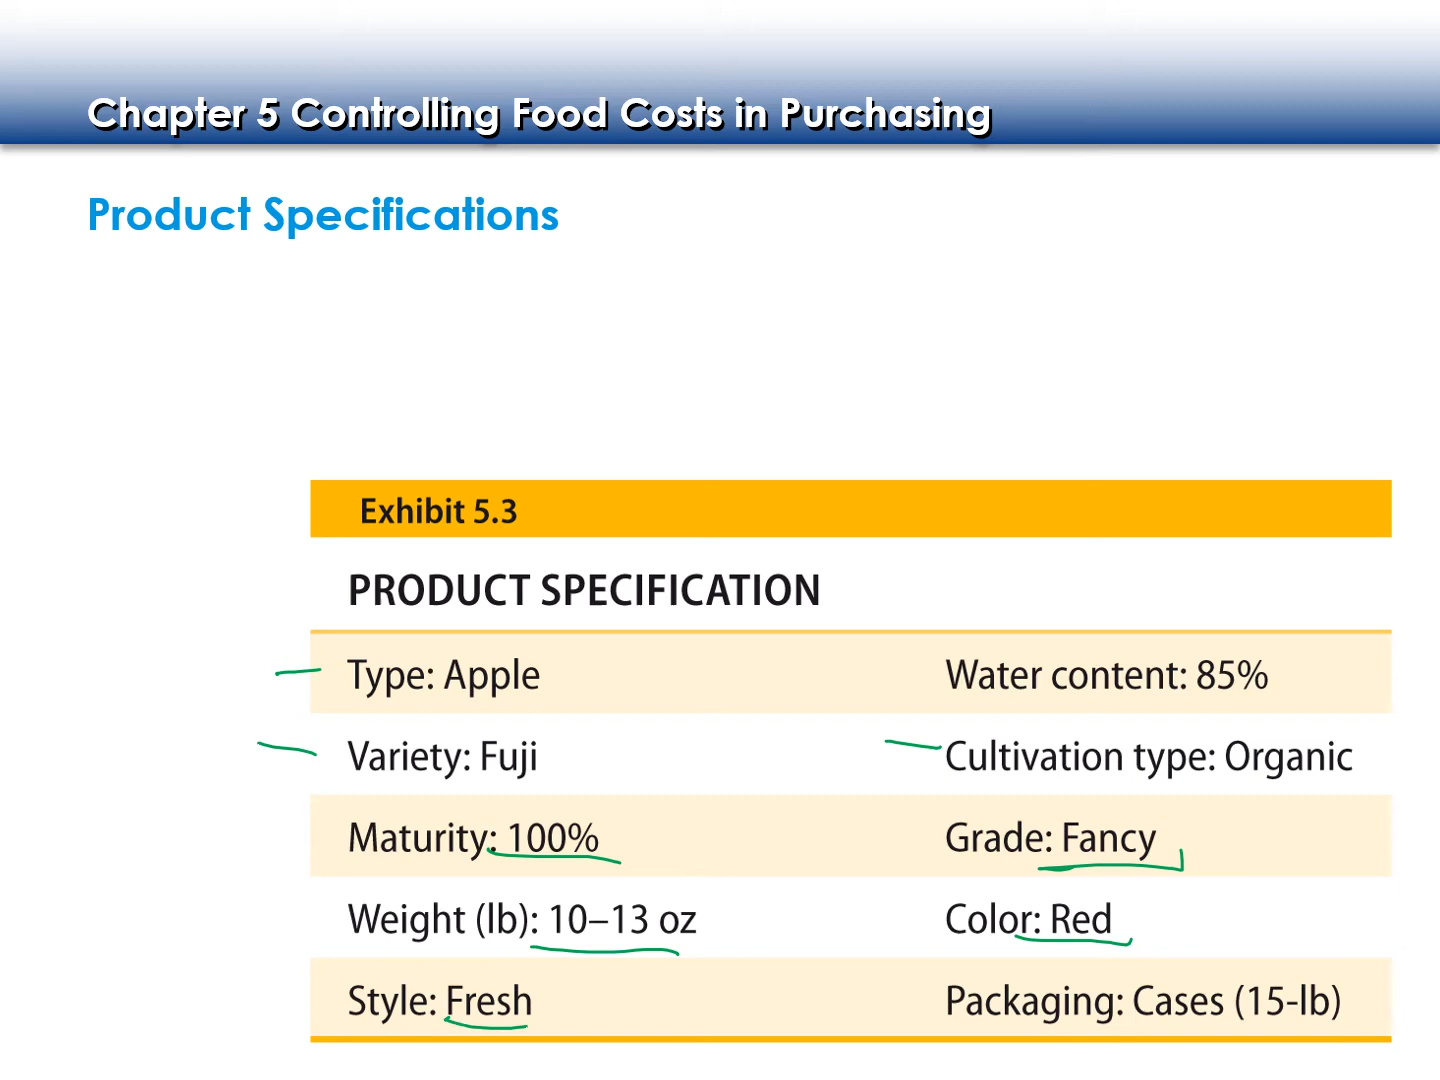 Chapter 5 Controlling Food Costs in Purchasing
Product Specifications
Exhibit 5.3
PRODUCT SPECIFICATION
Type: Apple Water content: 85%
Variety: Fuji Cultivation type: Organic
Maturity: 100% Grade: Fancy
Weight (lb): 10–13 oz Color: Red
Style: Fresh Packaging: Cases (15-lb)